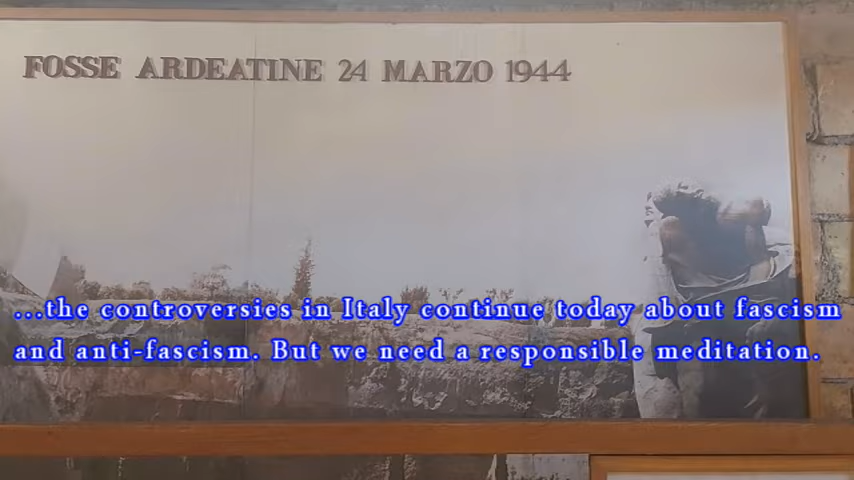 FOSSE ARDEATINE 24 MARZO 1944
...the controversies in Italy continue today about fascism
and anti-fascism. But we need a responsible meditation.